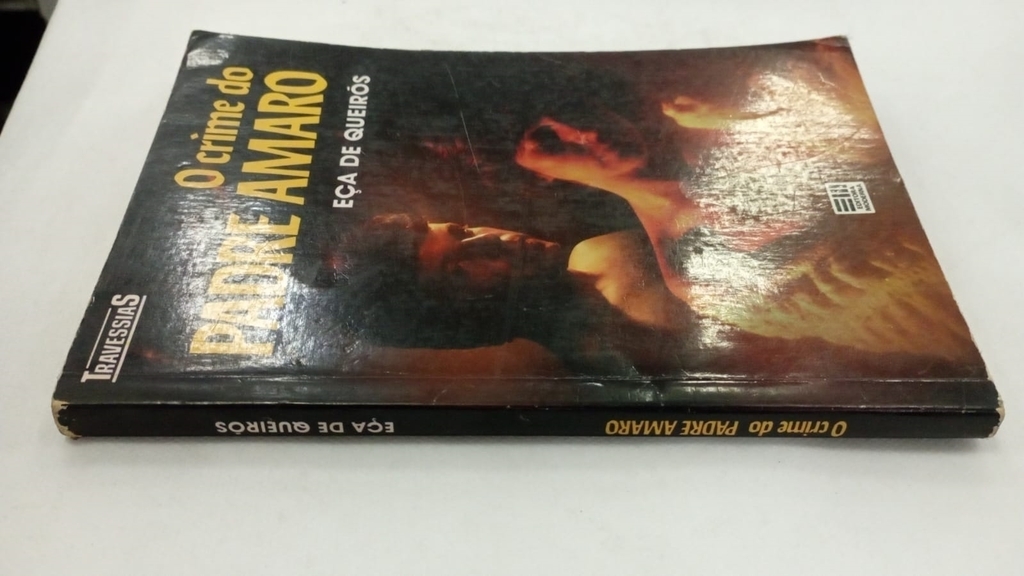 TRAVESSIAS
O crime do
PADRE AMARO
EÇA DE QUEIRÓS
EÇA DE QUEIRÓS
O crime do PADRE AMARO